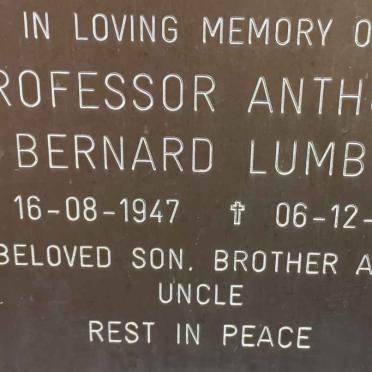 IN LOVING MEMORY O
ROFESSOR ANTH
BERNARD LUMB
16-08-1947 ✝ 06-12-
BELOVED SON, BROTHER A
UNCLE
REST IN PEACE